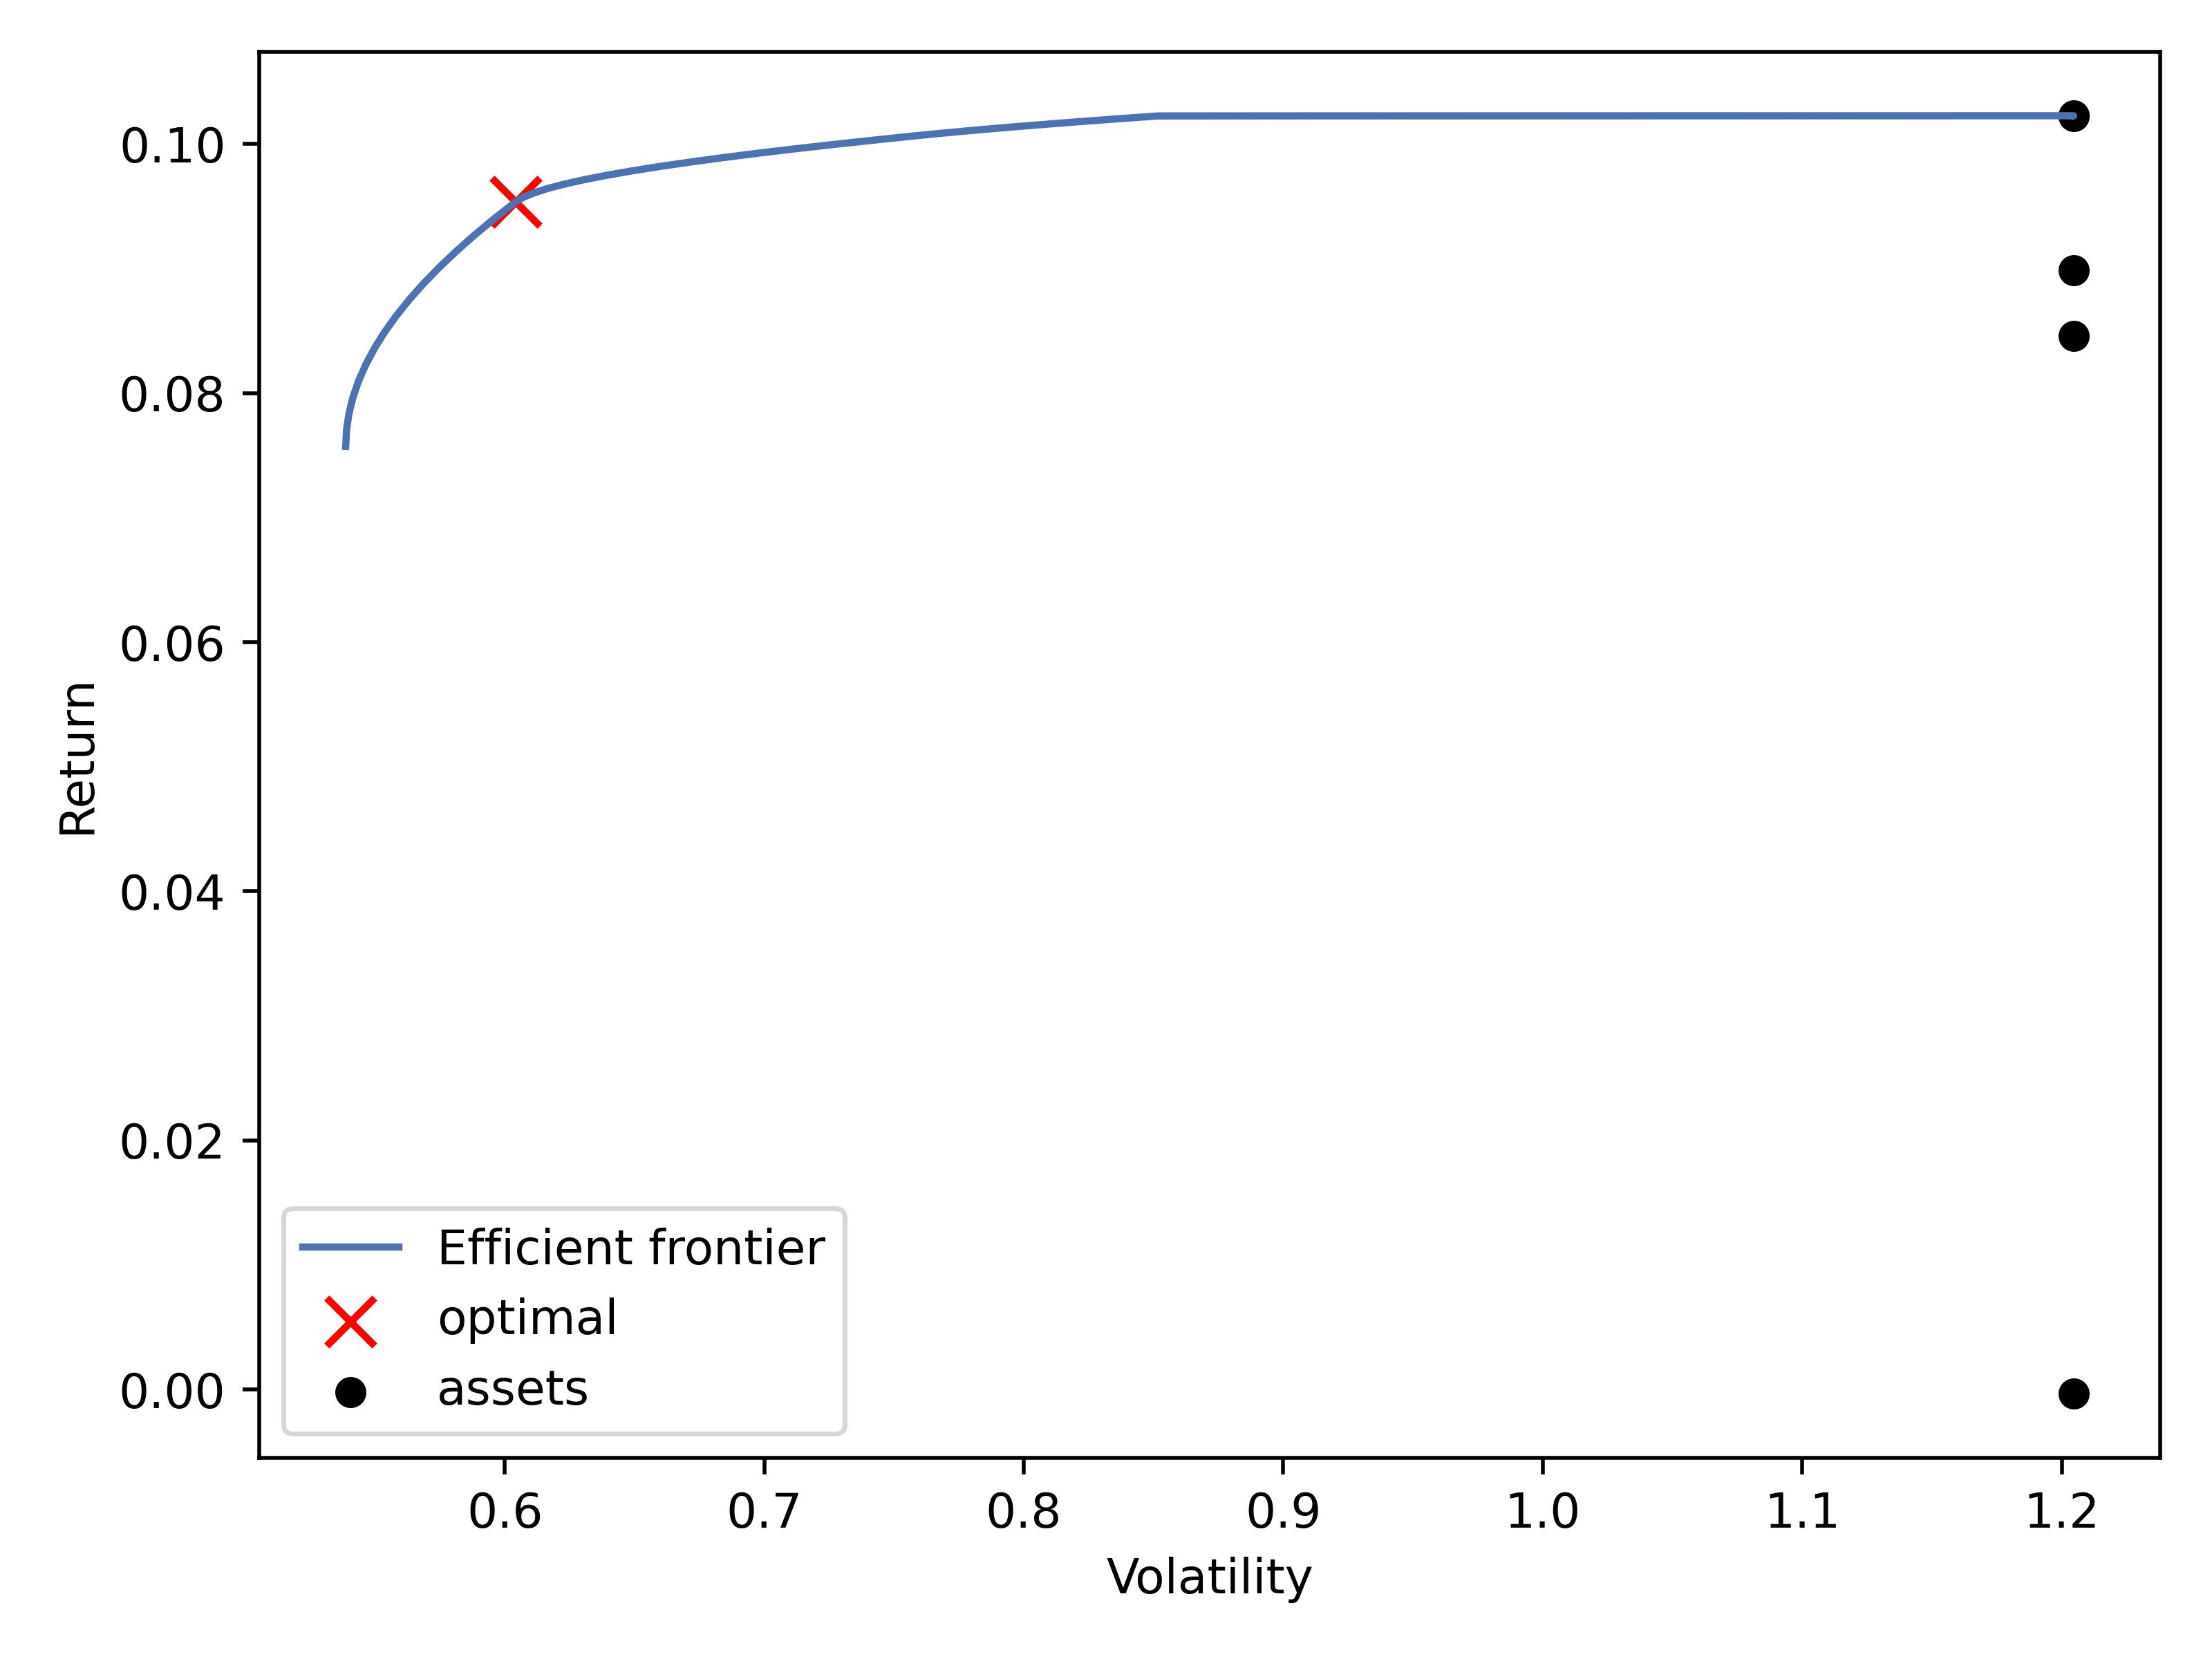 0.10
0.08
0.06
0.04
0.02
0.00
Return
Efficient frontier
optimal
assets
0.6 0.7 0.8 0.9 1.0 1.1 1.2
Volatility